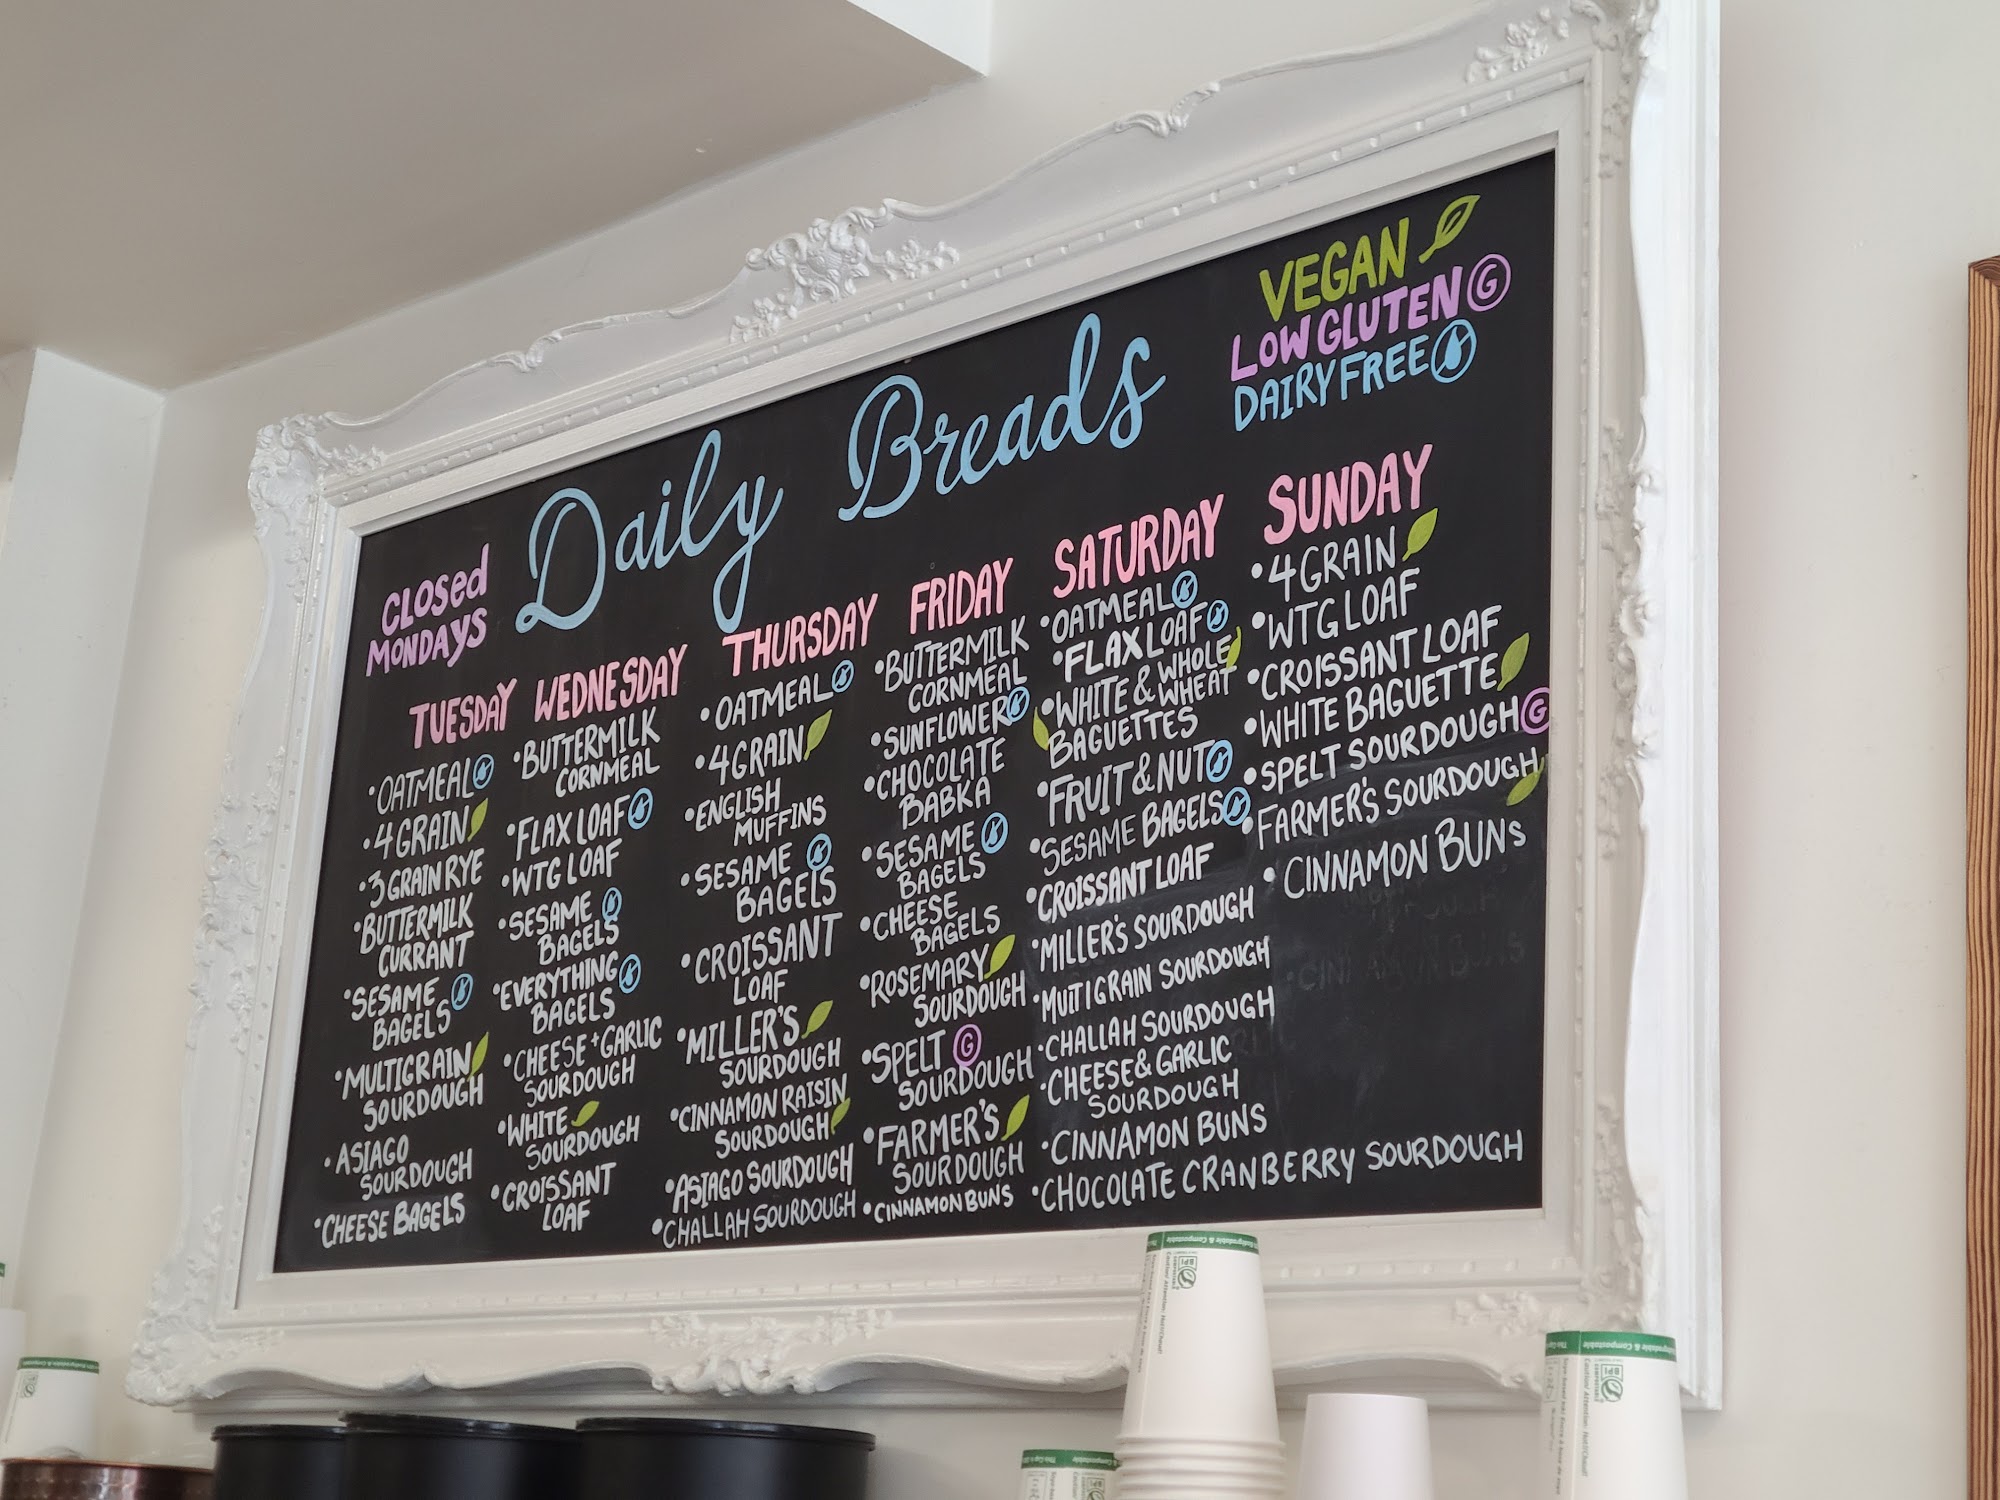 Daily Breads
VEGAN
LOW GLUTEN G
DAIRY FREE
CLOSED
MONDAYS
TUESDAY
• OATMEAL
• 4 GRAIN
• 3 GRAIN RYE
• BUTTERMILK
CURRANT
• SESAME
BAGELS
• MULTIGRAIN
SOURDOUGH
• ASIAGO
SOURDOUGH
• CHEESE BAGELS
WEDNESDAY
• BUTTERMILK
CORNMEAL
• FLAX LOAF
• WTG LOAF
• SESAME
BAGELS
• EVERYTHING
BAGELS
• CHEESE + GARLIC
SOURDOUGH
• WHITE
SOURDOUGH
• CROISSANT
LOAF
THURSDAY
• OATMEAL
• 4 GRAIN
• ENGLISH
MUFFINS
• SESAME
BAGELS
• CROISSANT
LOAF
• MILLER'S
SOURDOUGH
• CINNAMON RAISIN
SOURDOUGH
• ASIAGO SOURDOUGH
• CHALLAH SOURDOUGH
FRIDAY
• BUTTERMILK
CORNMEAL
• SUNFLOWER
• CHOCOLATE
BABKA
• SESAME
BAGELS
• CHEESE
BAGELS
• ROSEMARY
SOURDOUGH
• SPELT G
SOURDOUGH
• FARMER'S
SOURDOUGH
• CINNAMON BUNS
SATURDAY
• OATMEAL
• FLAX LOAF
• WHITE & WHOLE
WHEAT
BAGUETTES
• FRUIT & NUT
• SESAME BAGELS
• CROISSANT LOAF
• MILLER'S SOURDOUGH
• MULTIGRAIN SOURDOUGH
• CHALLAH SOURDOUGH
• CHEESE & GARLIC
SOURDOUGH
• CINNAMON BUNS
• CHOCOLATE CRANBERRY SOURDOUGH
SUNDAY
• 4 GRAIN
• WTG LOAF
• CROISSANT LOAF
• WHITE BAGUETTE
• SPELT SOURDOUGH G
• FARMER'S SOURDOUGH
• CINNAMON BUNS
BPI
BPI